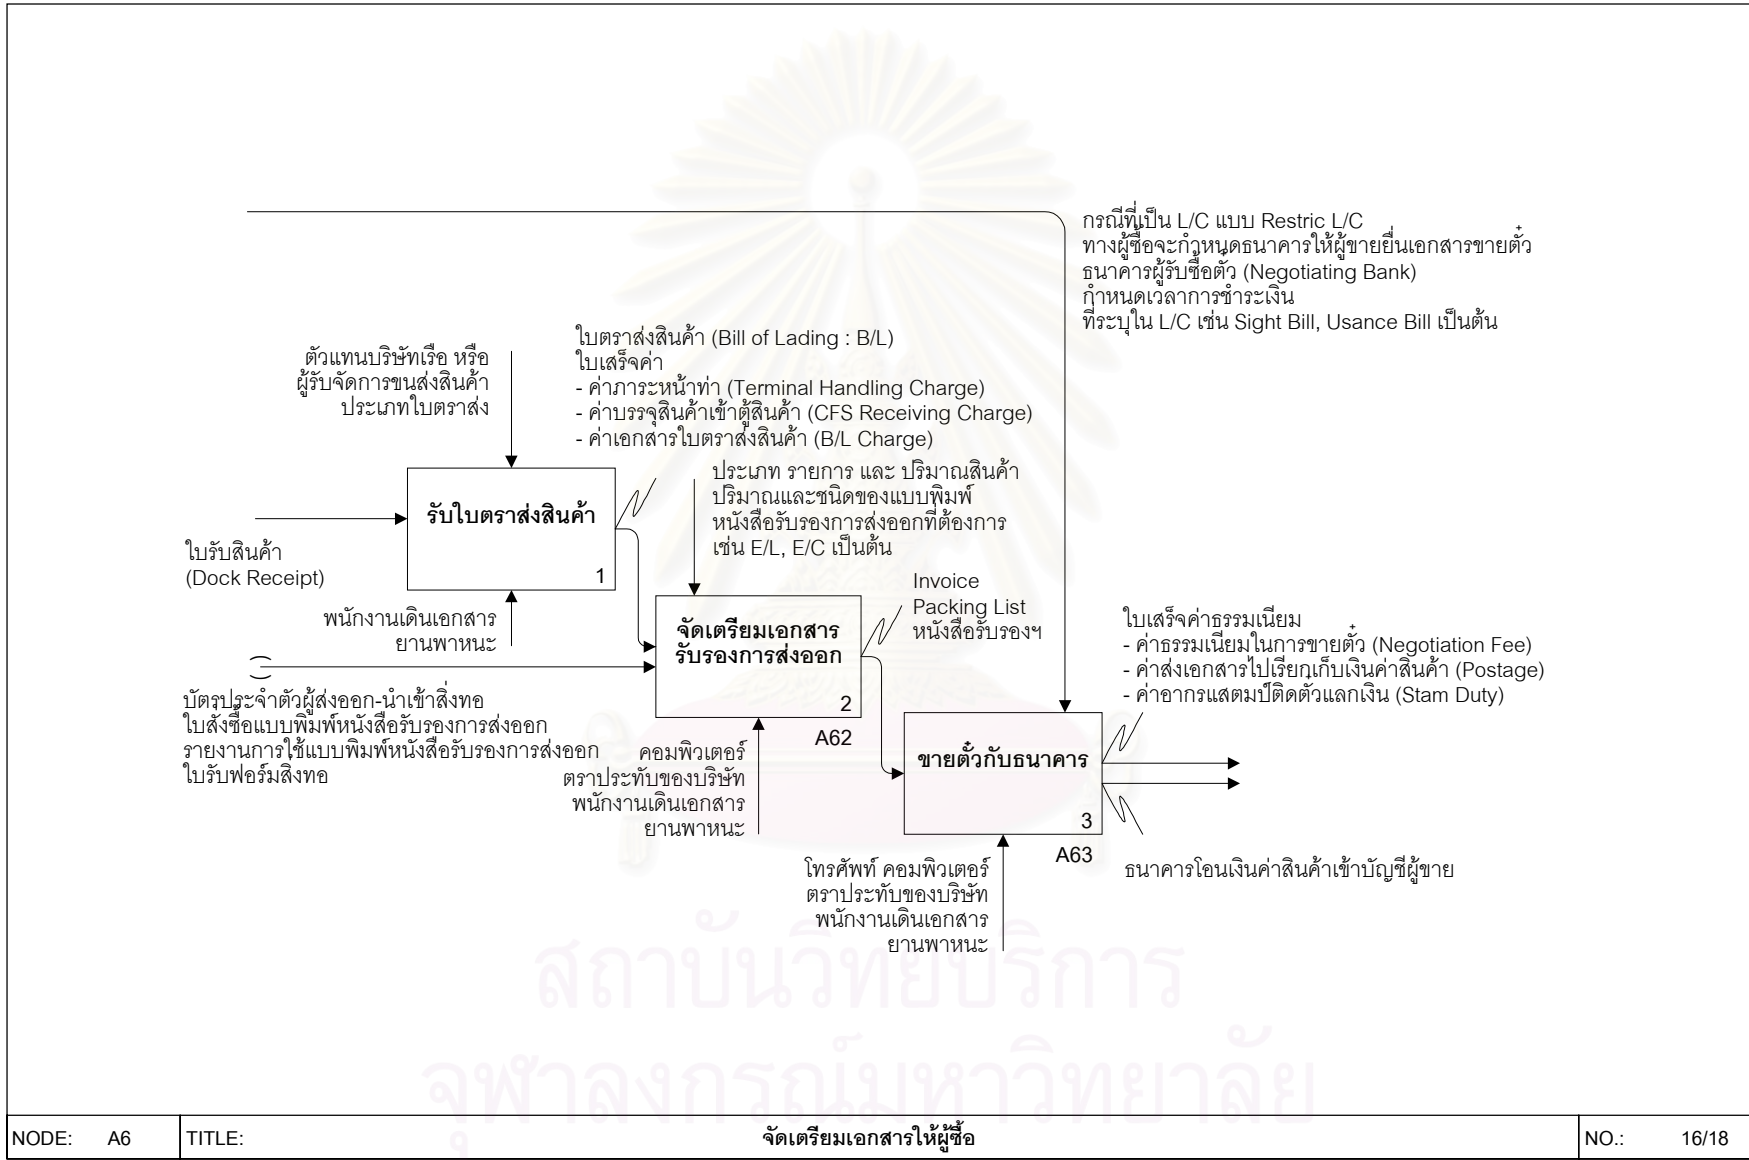 กรณีที่เป็น L/C แบบ Restric L/C
ทางผู้ซื้อจะกำหนดธนาคารให้ผู้ขายยื่นเอกสารขายตั๋ว
ธนาคารผู้รับซื้อตั๋ว (Negotiating Bank)
กำหนดเวลาการชำระเงิน
ที่ระบุใน L/C เช่น Sight Bill, Usance Bill เป็นต้น
ใบตราส่งสินค้า (Bill of Lading : B/L)
ใบเสร็จค่า
- ค่าภาระหน้าท่า (Terminal Handling Charge)
- ค่าบรรจุสินค้าเข้าตู้สินค้า (CFS Receiving Charge)
- ค่าเอกสารใบตราส่งสินค้า (B/L Charge)
ตัวแทนบริษัทเรือ หรือ
ผู้รับจัดการขนส่งสินค้า
ประเภทใบตราส่ง
รับใบตราส่งสินค้า
1
ใบรับสินค้า
(Dock Receipt)
พนักงานเดินเอกสาร
ยานพาหนะ
ประเภท รายการ และ ปริมาณสินค้า
ปริมาณและชนิดของแบบพิมพ์
หนังสือรับรองการส่งออกที่ต้องการ
เช่น E/L, E/C เป็นต้น
จัดเตรียมเอกสาร
รับรองการส่งออก
2
A62
Invoice
Packing List
หนังสือรับรองฯ
บัตรประจำตัวผู้ส่งออก-นำเข้าสิ่งทอ
ใบสั่งซื้อแบบพิมพ์หนังสือรับรองการส่งออก
รายงานการใช้แบบพิมพ์หนังสือรับรองการส่งออก
ใบรับฟอร์มสิ่งทอ
คอมพิวเตอร์
ตราประทับของบริษัท
พนักงานเดินเอกสาร
ยานพาหนะ
ใบเสร็จค่าธรรมเนียม
- ค่าธรรมเนียมในการขายตั๋ว (Negotiation Fee)
- ค่าส่งเอกสารไปเรียกเก็บเงินค่าสินค้า (Postage)
- ค่าอากรแสตมป์ติดตั๋วแลกเงิน (Stam Duty)
ขายตั๋วกับธนาคาร
3
A63
ธนาคารโอนเงินค่าสินค้าเข้าบัญชีผู้ขาย
โทรศัพท์ คอมพิวเตอร์
ตราประทับของบริษัท
พนักงานเดินเอกสาร
ยานพาหนะ
สถาบันวิทยบริการ
จุฬาลงกรณ์มหาวิทยาลัย
NODE: A6 TITLE: จัดเตรียมเอกสารให้ผู้ซื้อ NO.: 16/18